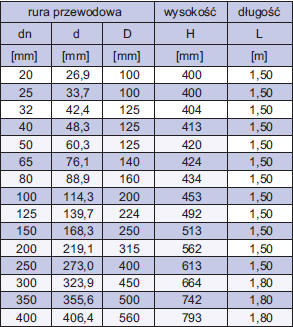 rura przewodowa wysokość długość
dn d D H L
[mm] [mm] [mm] [mm] [m]
20 26,9 100 400 1,50
25 33,7 100 400 1,50
32 42,4 125 404 1,50
40 48,3 125 413 1,50
50 60,3 125 420 1,50
65 76,1 140 424 1,50
80 88,9 160 434 1,50
100 114,3 200 453 1,50
125 139,7 224 492 1,50
150 168,3 250 513 1,50
200 219,1 315 562 1,50
250 273,0 400 613 1,50
300 323,9 450 664 1,80
350 355,6 500 742 1,80
400 406,4 560 793 1,80